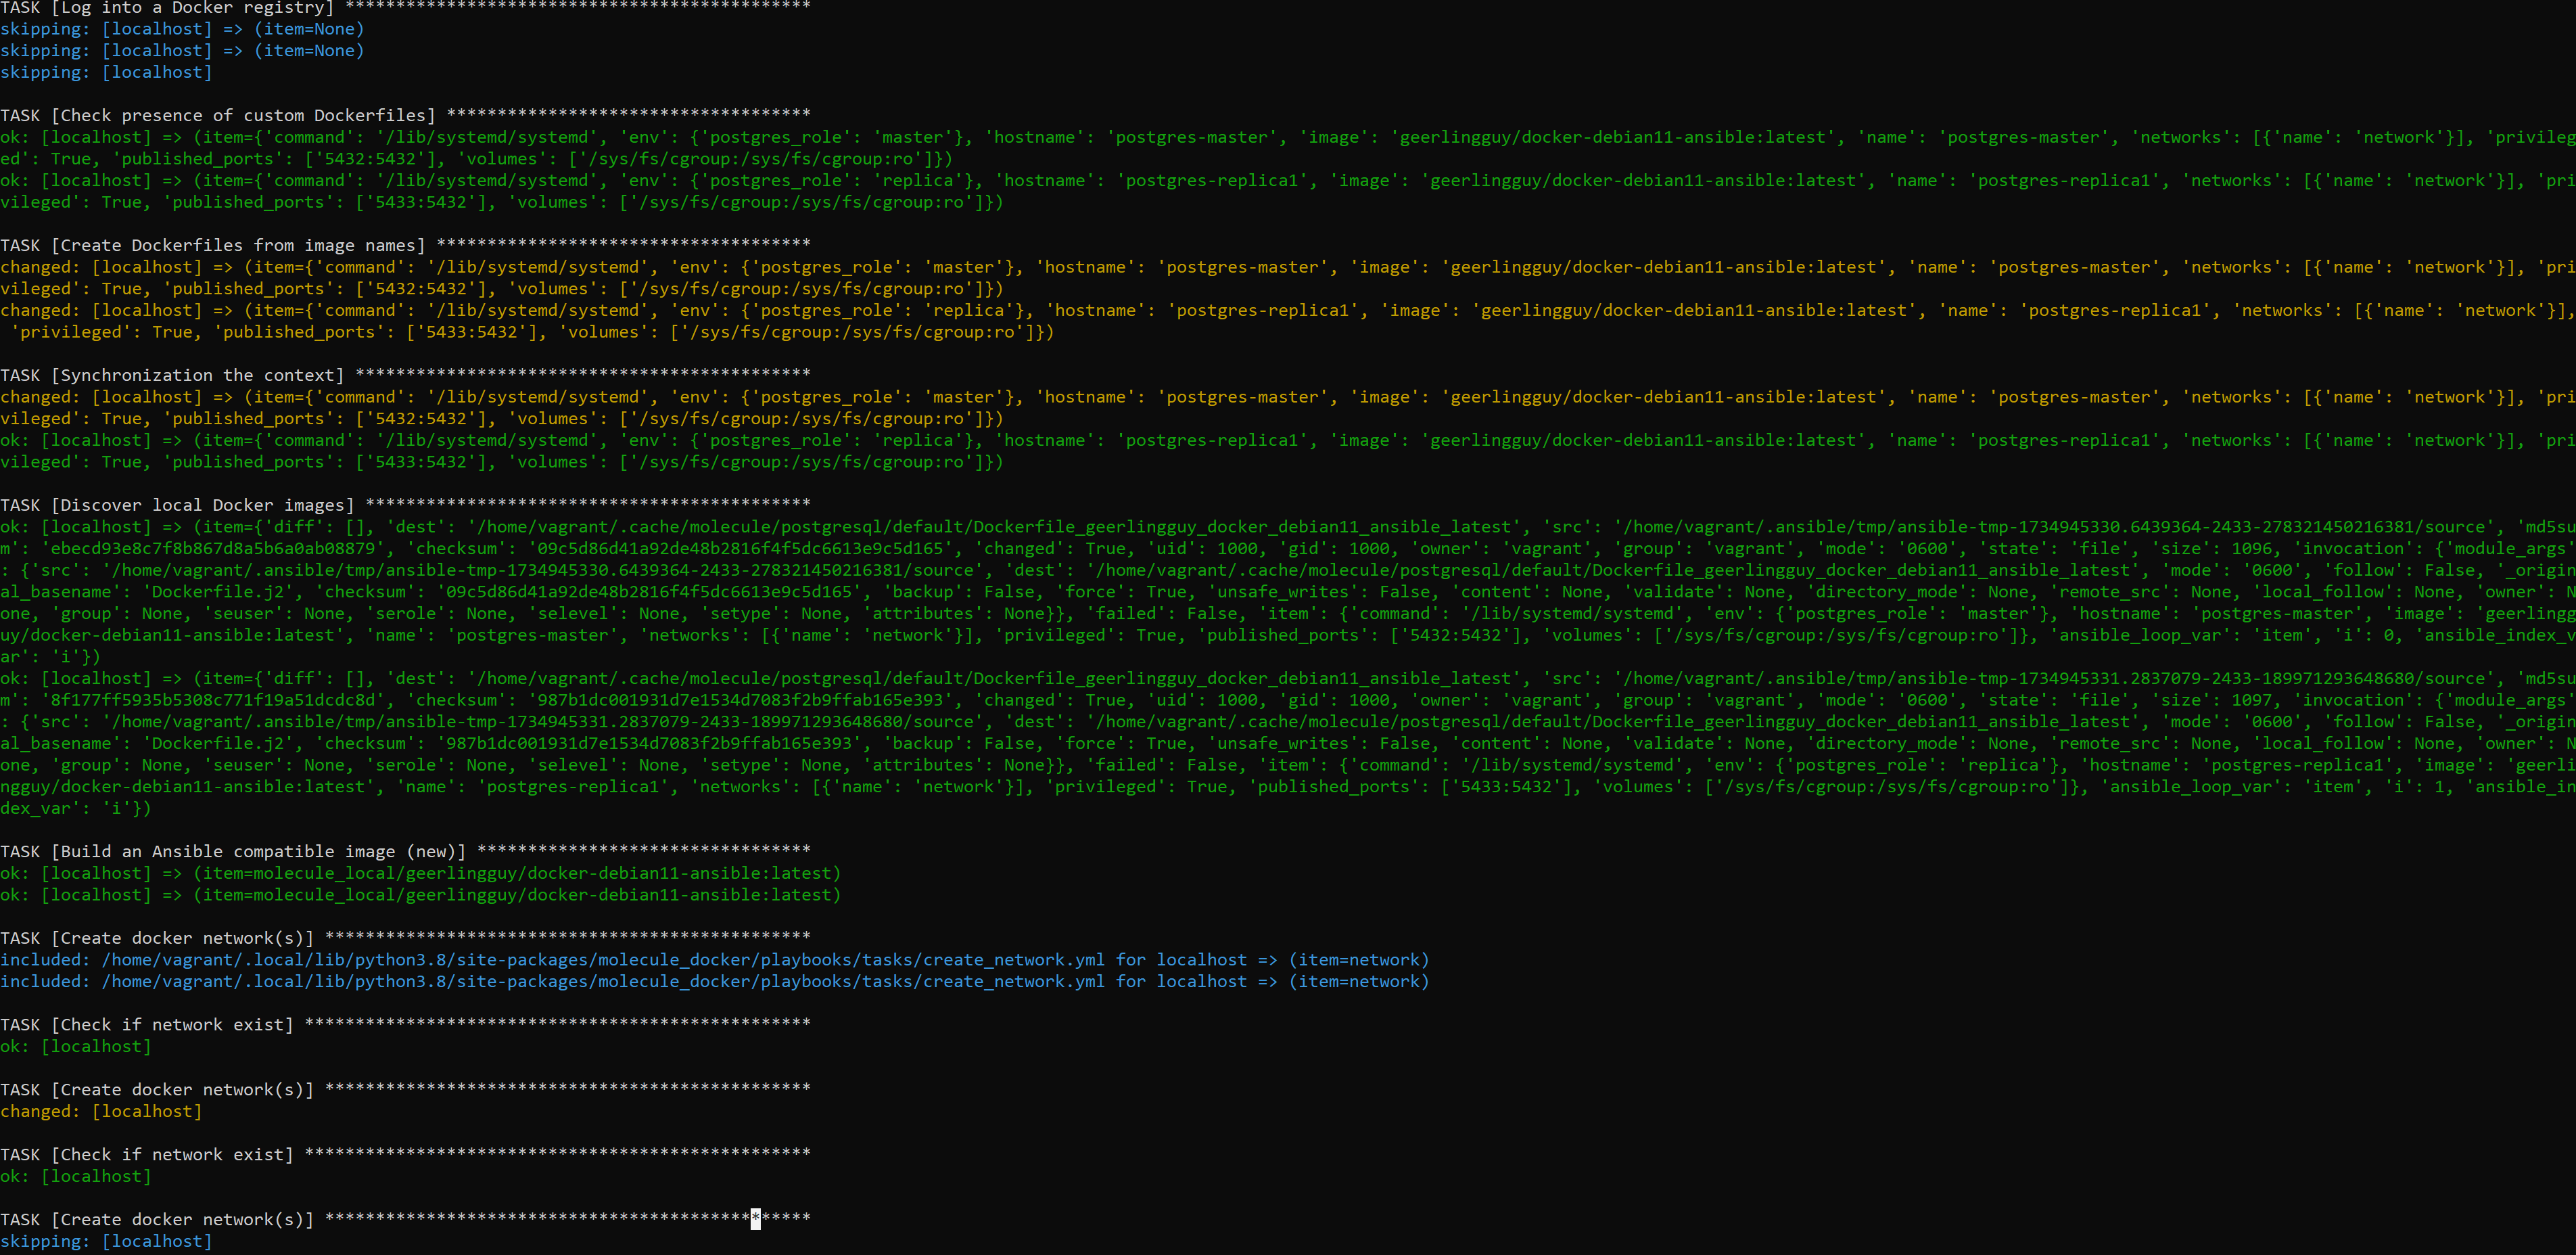 TASK [Log into a Docker registry] **********************************************
skipping: [localhost] => (item=None)
skipping: [localhost] => (item=None)
skipping: [localhost]
TASK [Check presence of custom Dockerfiles] ************************************
ok: [localhost] => (item={'command': '/lib/systemd/systemd', 'env': {'postgres_role': 'master'}, 'hostname': 'postgres-master', 'image': 'geerlingguy/docker-debian11-ansible:latest', 'name': 'postgres-master', 'networks': [{'name': 'network'}], 'privileg
ed': True, 'published_ports': ['5432:5432'], 'volumes': ['/sys/fs/cgroup:/sys/fs/cgroup:ro']})
ok: [localhost] => (item={'command': '/lib/systemd/systemd', 'env': {'postgres_role': 'replica'}, 'hostname': 'postgres-replica1', 'image': 'geerlingguy/docker-debian11-ansible:latest', 'name': 'postgres-replica1', 'networks': [{'name': 'network'}], 'pri
vileged': True, 'published_ports': ['5433:5432'], 'volumes': ['/sys/fs/cgroup:/sys/fs/cgroup:ro']})
TASK [Create Dockerfiles from image names] *************************************
changed: [localhost] => (item={'command': '/lib/systemd/systemd', 'env': {'postgres_role': 'master'}, 'hostname': 'postgres-master', 'image': 'geerlingguy/docker-debian11-ansible:latest', 'name': 'postgres-master', 'networks': [{'name': 'network'}], 'pri
vileged': True, 'published_ports': ['5432:5432'], 'volumes': ['/sys/fs/cgroup:/sys/fs/cgroup:ro']})
changed: [localhost] => (item={'command': '/lib/systemd/systemd', 'env': {'postgres_role': 'replica'}, 'hostname': 'postgres-replica1', 'image': 'geerlingguy/docker-debian11-ansible:latest', 'name': 'postgres-replica1', 'networks': [{'name': 'network'}],
'privileged': True, 'published_ports': ['5433:5432'], 'volumes': ['/sys/fs/cgroup:/sys/fs/cgroup:ro']})
TASK [Synchronization the context] *********************************************
changed: [localhost] => (item={'command': '/lib/systemd/systemd', 'env': {'postgres_role': 'master'}, 'hostname': 'postgres-master', 'image': 'geerlingguy/docker-debian11-ansible:latest', 'name': 'postgres-master', 'networks': [{'name': 'network'}], 'pri
vileged': True, 'published_ports': ['5432:5432'], 'volumes': ['/sys/fs/cgroup:/sys/fs/cgroup:ro']})
ok: [localhost] => (item={'command': '/lib/systemd/systemd', 'env': {'postgres_role': 'replica'}, 'hostname': 'postgres-replica1', 'image': 'geerlingguy/docker-debian11-ansible:latest', 'name': 'postgres-replica1', 'networks': [{'name': 'network'}], 'pri
vileged': True, 'published_ports': ['5433:5432'], 'volumes': ['/sys/fs/cgroup:/sys/fs/cgroup:ro']})
TASK [Discover local Docker images] ********************************************
ok: [localhost] => (item={'diff': [], 'dest': '/home/vagrant/.cache/molecule/postgresql/default/Dockerfile_geerlingguy_docker_debian11_ansible_latest', 'src': '/home/vagrant/.ansible/tmp/ansible-tmp-1734945330.6439364-2433-278321450216381/source', 'md5su
m': 'ebecd93e8c7f8b867d8a5b6a0ab08879', 'checksum': '09c5d86d41a92de48b2816f4f5dc6613e9c5d165', 'changed': True, 'uid': 1000, 'gid': 1000, 'owner': 'vagrant', 'group': 'vagrant', 'mode': '0600', 'state': 'file', 'size': 1096, 'invocation': {'module_args'
: {'src': '/home/vagrant/.ansible/tmp/ansible-tmp-1734945330.6439364-2433-278321450216381/source', 'dest': '/home/vagrant/.cache/molecule/postgresql/default/Dockerfile_geerlingguy_docker_debian11_ansible_latest', 'mode': '0600', 'follow': False, '_origin
al_basename': 'Dockerfile.j2', 'checksum': '09c5d86d41a92de48b2816f4f5dc6613e9c5d165', 'backup': False, 'force': True, 'unsafe_writes': False, 'content': None, 'validate': None, 'directory_mode': None, 'remote_src': None, 'local_follow': None, 'owner': N
one, 'group': None, 'seuser': None, 'serole': None, 'selevel': None, 'setype': None, 'attributes': None}}, 'failed': False, 'item': {'command': '/lib/systemd/systemd', 'env': {'postgres_role': 'master'}, 'hostname': 'postgres-master', 'image': 'geerlingg
uy/docker-debian11-ansible:latest', 'name': 'postgres-master', 'networks': [{'name': 'network'}], 'privileged': True, 'published_ports': ['5432:5432'], 'volumes': ['/sys/fs/cgroup:/sys/fs/cgroup:ro']}, 'ansible_loop_var': 'item', 'i': 0, 'ansible_index_v
ar': 'i'})
ok: [localhost] => (item={'diff': [], 'dest': '/home/vagrant/.cache/molecule/postgresql/default/Dockerfile_geerlingguy_docker_debian11_ansible_latest', 'src': '/home/vagrant/.ansible/tmp/ansible-tmp-1734945331.2837079-2433-189971293648680/source', 'md5su
m': '8f177ff5935b5308c771f19a51dcdc8d', 'checksum': '987b1dc001931d7e1534d7083f2b9ffab165e393', 'changed': True, 'uid': 1000, 'gid': 1000, 'owner': 'vagrant', 'group': 'vagrant', 'mode': '0600', 'state': 'file', 'size': 1097, 'invocation': {'module_args'
: {'src': '/home/vagrant/.ansible/tmp/ansible-tmp-1734945331.2837079-2433-189971293648680/source', 'dest': '/home/vagrant/.cache/molecule/postgresql/default/Dockerfile_geerlingguy_docker_debian11_ansible_latest', 'mode': '0600', 'follow': False, '_origin
al_basename': 'Dockerfile.j2', 'checksum': '987b1dc001931d7e1534d7083f2b9ffab165e393', 'backup': False, 'force': True, 'unsafe_writes': False, 'content': None, 'validate': None, 'directory_mode': None, 'remote_src': None, 'local_follow': None, 'owner': N
one, 'group': None, 'seuser': None, 'serole': None, 'selevel': None, 'setype': None, 'attributes': None}}, 'failed': False, 'item': {'command': '/lib/systemd/systemd', 'env': {'postgres_role': 'replica'}, 'hostname': 'postgres-replica1', 'image': 'geerli
ngguy/docker-debian11-ansible:latest', 'name': 'postgres-replica1', 'networks': [{'name': 'network'}], 'privileged': True, 'published_ports': ['5433:5432'], 'volumes': ['/sys/fs/cgroup:/sys/fs/cgroup:ro']}, 'ansible_loop_var': 'item', 'i': 1, 'ansible_in
dex_var': 'i'})
TASK [Build an Ansible compatible image (new)] *********************************
ok: [localhost] => (item=molecule_local/geerlingguy/docker-debian11-ansible:latest)
ok: [localhost] => (item=molecule_local/geerlingguy/docker-debian11-ansible:latest)
TASK [Create docker network(s)] ************************************************
included: /home/vagrant/.local/lib/python3.8/site-packages/molecule_docker/playbooks/tasks/create_network.yml for localhost => (item=network)
included: /home/vagrant/.local/lib/python3.8/site-packages/molecule_docker/playbooks/tasks/create_network.yml for localhost => (item=network)
TASK [Check if network exist] **************************************************
ok: [localhost]
TASK [Create docker network(s)] ************************************************
changed: [localhost]
TASK [Check if network exist] **************************************************
ok: [localhost]
TASK [Create docker network(s)] ************************************************
skipping: [localhost]